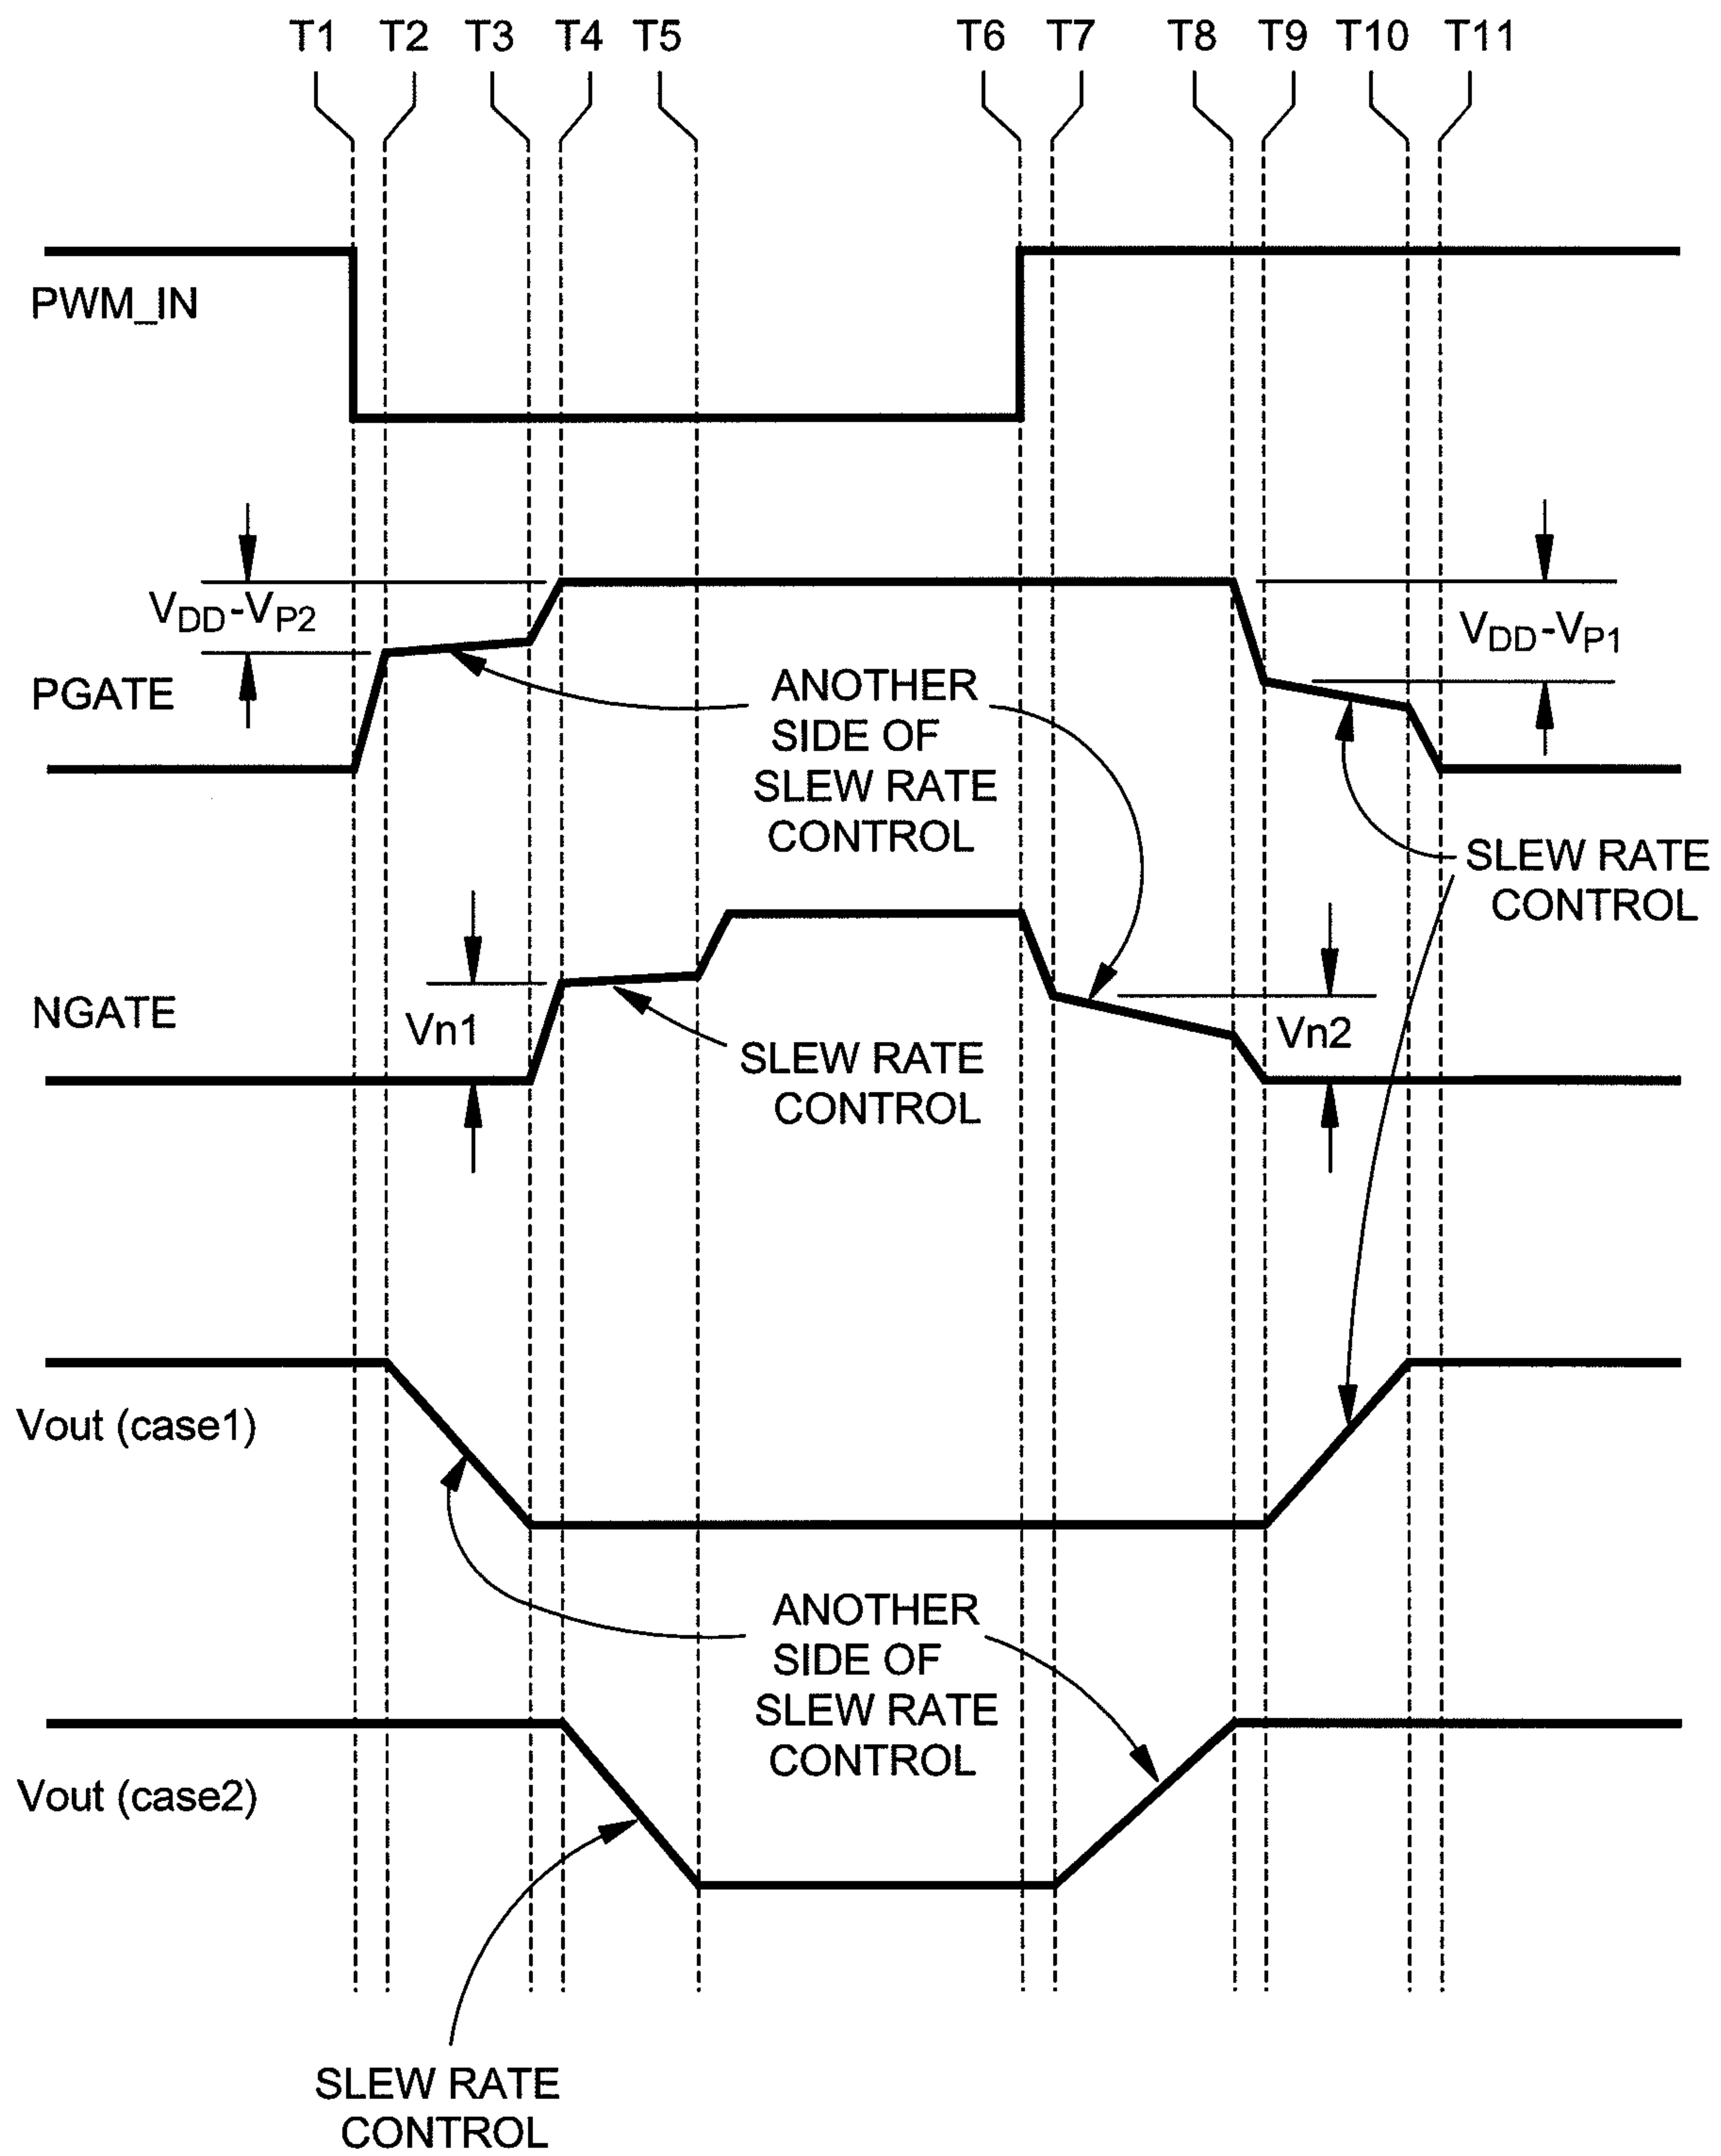 T1 T2 T3 T4 T5 T6 T7 T8 T9 T10 T11
PWM_IN
VDD-VP2
VDD-VP1
PGATE
ANOTHER
SIDE OF
SLEW RATE
CONTROL
SLEW RATE
CONTROL
NGATE
Vn1
Vn2
SLEW RATE
CONTROL
Vout (case1)
ANOTHER
SIDE OF
SLEW RATE
CONTROL
Vout (case2)
SLEW RATE
CONTROL